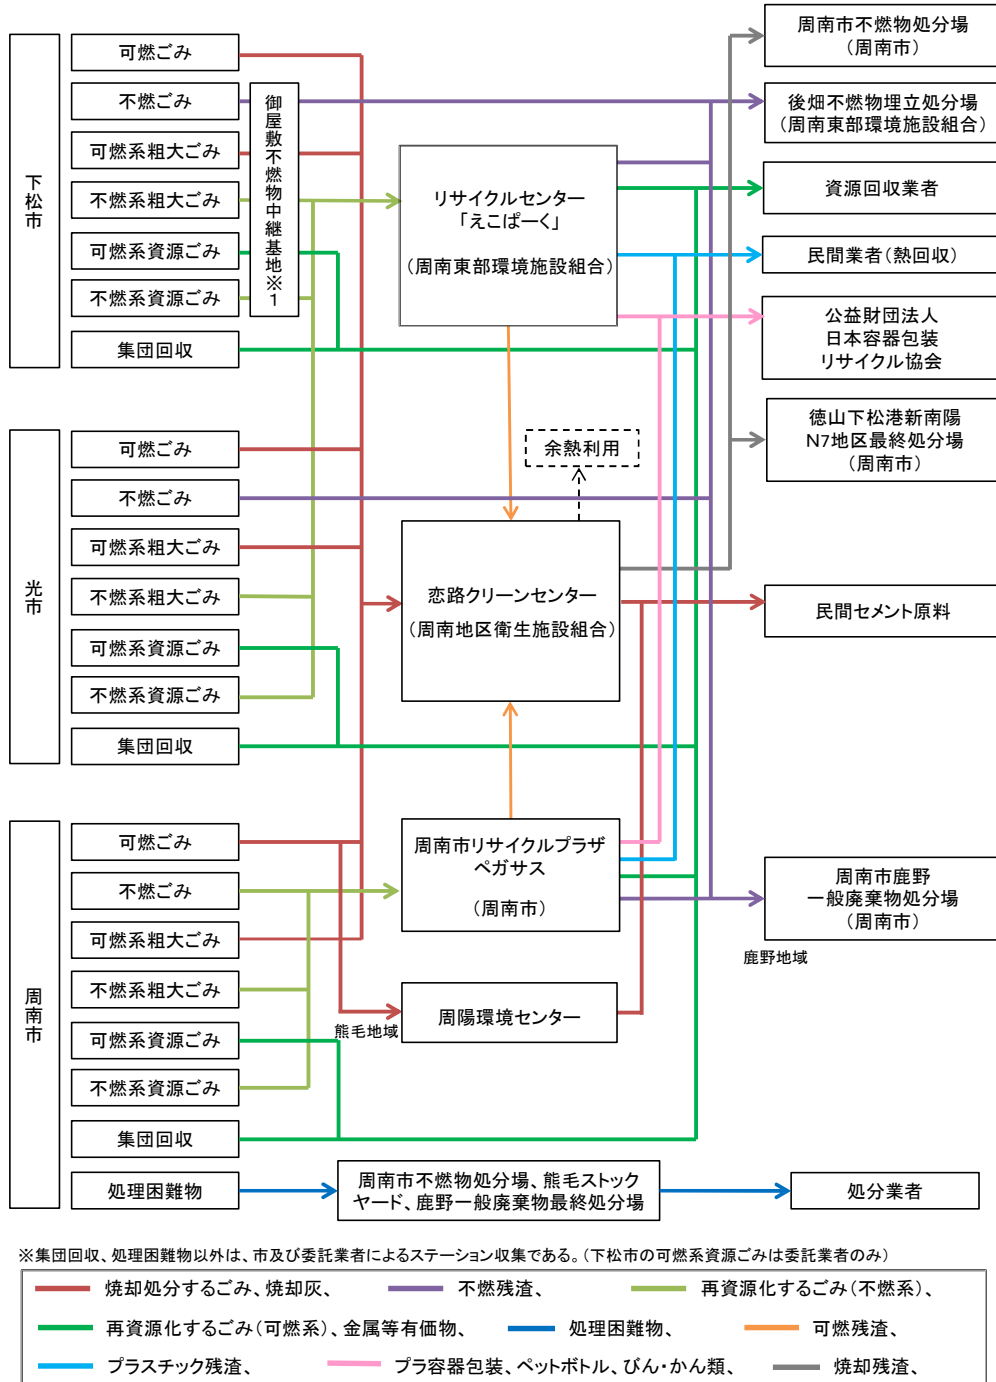 下松市
可燃ごみ
不燃ごみ
可燃系粗大ごみ
不燃系粗大ごみ
可燃系資源ごみ
不燃系資源ごみ
集団回収
御屋敷不燃物中継基地※1
リサイクルセンター
「えこぱーく」
(周南東部環境施設組合)
周南市不燃物処分場
(周南市)
後畑不燃物埋立処分場
(周南東部環境施設組合)
資源回収業者
民間業者(熱回収)
公益財団法人
日本容器包装
リサイクル協会
徳山下松港新南陽
N7地区最終処分場
(周南市)
光市
可燃ごみ
不燃ごみ
可燃系粗大ごみ
不燃系粗大ごみ
可燃系資源ごみ
不燃系資源ごみ
集団回収
余熱利用
恋路クリーンセンター
(周南地区衛生施設組合)
民間セメント原料
周南市
可燃ごみ
不燃ごみ
可燃系粗大ごみ
不燃系粗大ごみ
可燃系資源ごみ
不燃系資源ごみ
集団回収
処理困難物
周南市リサイクルプラザ
ペガサス
(周南市)
周南市鹿野
一般廃棄物処分場
(周南市)
鹿野地域
熊毛地域
周陽環境センター
周南市不燃物処分場、熊毛ストック
ヤード、鹿野一般廃棄物最終処分場
処分業者
※集団回収、処理困難物以外は、市及び委託業者によるステーション収集である。(下松市の可燃系資源ごみは委託業者のみ)
焼却処分するごみ、焼却灰、 不燃残渣、 再資源化するごみ(不燃系)、
再資源化するごみ(可燃系)、金属等有価物、 処理困難物、 可燃残渣、
プラスチック残渣、 プラ容器包装、ペットボトル、びん・かん類、 焼却残渣、